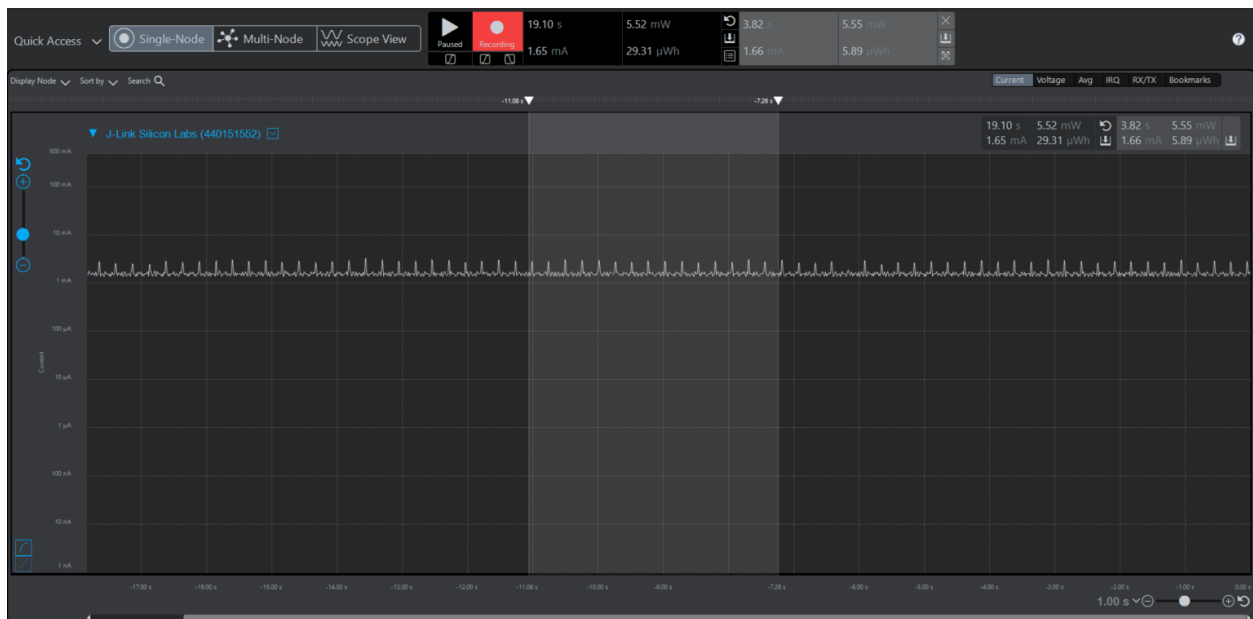 Quick Access Single-Node Multi-Node Scope View
Paused Recording
19.10 s 5.52 mW
1.65 mA 29.31 µWh
3.82 s 5.55 mW
1.66 mA 5.89 µWh
Display Node Sort by Search
Current Voltage Avg IRQ RX/TX Bookmarks
-11.08 s -7.26 s
J-Link Silicon Labs (440151552)
19.10 s 5.52 mW 3.82 s 5.55 mW
1.65 mA 29.31 µWh 1.66 mA 5.89 µWh
500 mA
100 mA
10 mA
1 mA
100 µA
Current
10 µA
1 µA
100 nA
10 nA
1 nA
-17.00 s -16.00 s -15.00 s -14.00 s -13.00 s -12.00 s -11.08 s -10.00 s -9.00 s -7.26 s -6.00 s -5.00 s -4.00 s -3.00 s -2.00 s -1.00 s 0.00 s
1.00 s